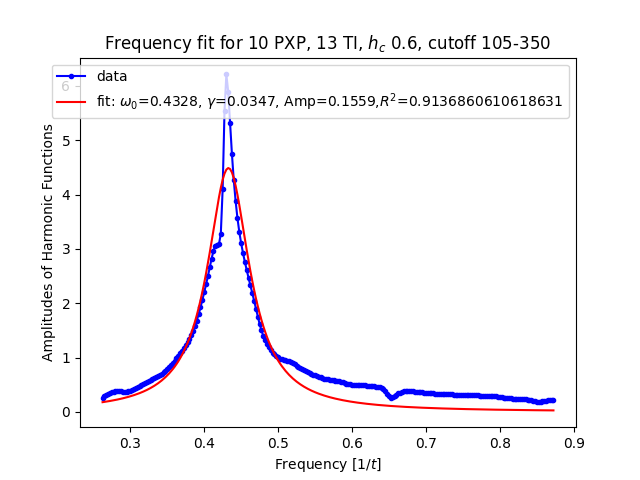 Frequency fit for 10 PXP, 13 TI, h_c 0.6, cutoff 105-350
data
fit: ω₀=0.4328, γ=0.0347, Amp=0.1559,R²=0.9136860610618631
Amplitudes of Harmonic Functions
6
5
4
3
2
1
0
0.3 0.4 0.5 0.6 0.7 0.8 0.9
Frequency [1/t]